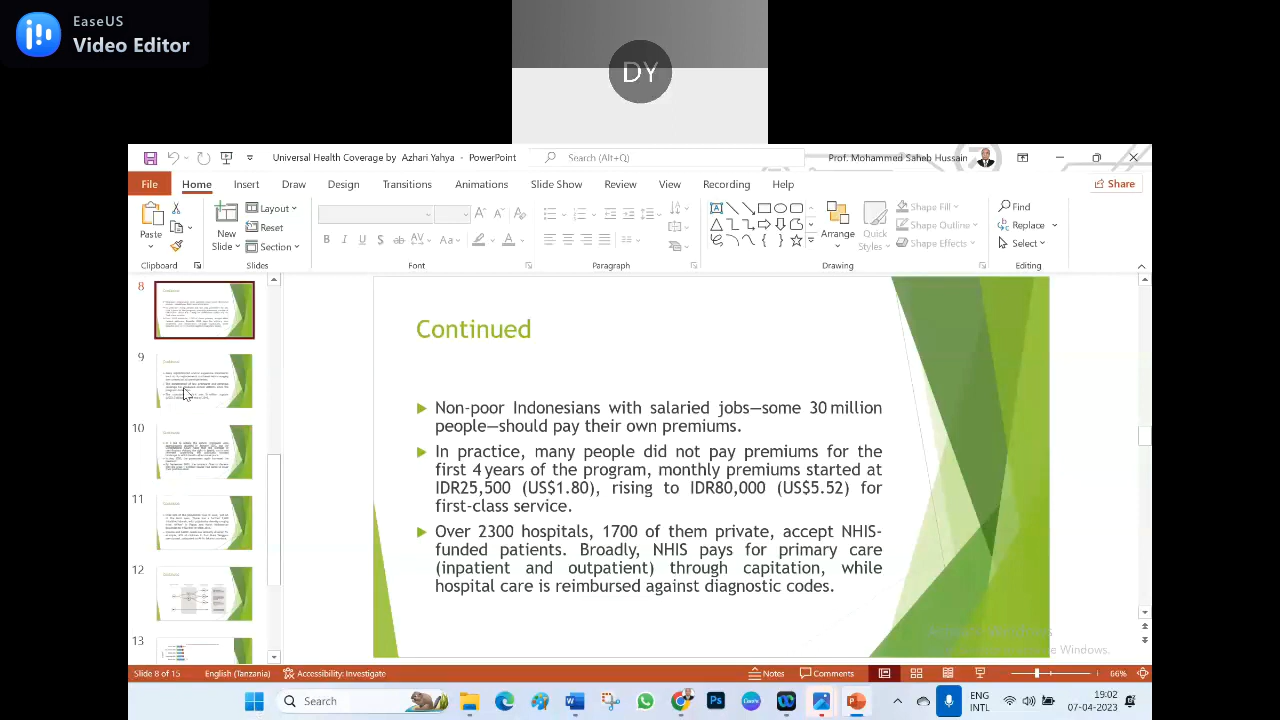 EaseUS
Video Editor
DY
Universal Health Coverage by Azhari Yahya - PowerPoint
Search (Alt+Q)
Prof. Mohammed Saheb Hussain
File
Home
Insert
Draw
Design
Transitions
Animations
Slide Show
Review
View
Recording
Help
Share
Paste
New
Slide
Layout
Reset
Section
Arrange
Quick
Styles
Shape Fill
Shape Outline
Shape Effects
Find
Replace
Select
Clipboard
Slides
Font
Paragraph
Drawing
Editing
8
9
10
11
12
13
Continued
Non-poor Indonesians with salaried jobs—some 30 million
people—should pay their own premiums.
In practice, many people did not pay premiums for the
first 4 years of the program, monthly premiums started at
IDR25,500 (US$1.80), rising to IDR80,000 (US$5.52) for
first-class service.
Over 2300 hospitals, 1700 of them private, accept NHIS-
funded patients. Broadly, NHIS pays for primary care
(inpatient and outpatient) through capitation, while
hospital care is reimbursed against diagnostic codes.
Slide 8 of 15
English (Tanzania)
Accessibility: Investigate
Notes
Comments
66%
Search
ENG
INTL
19:02
07-04-2023